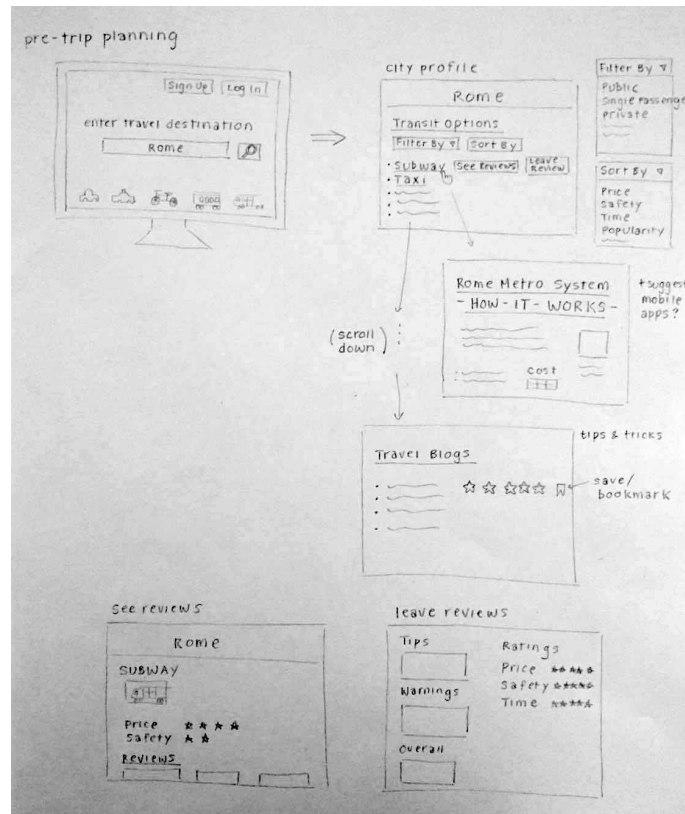 pre-trip planning
Sign Up
Log In
enter travel destination
Rome
city profile
Rome
Transit Options
Filter By
Sort By
Subway
See Reviews
Leave Review
Taxi
Filter By
Public
Single Passenge
Private
Sort By
Price
Safety
Time
Popularity
Rome Metro System
- HOW - IT - WORKS -
Cost
+ suggest
mobile
apps?
(scroll
down)
Travel Blogs
tips & tricks
save/
bookmark
see reviews
Rome
SUBWAY
Price
Safety
Reviews
leave reviews
Tips
Warnings
Overall
Ratings
Price
Safety
Time